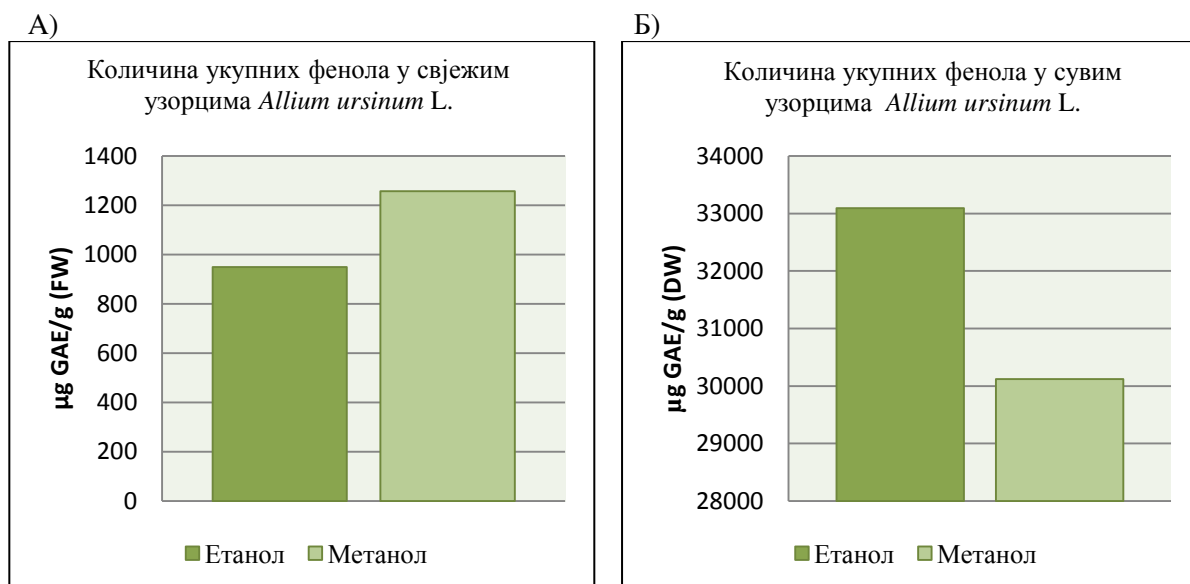 А)
Количина укупних фенола у свјежим
узорцима Allium ursinum L.
1400
1200
1000
800
600
400
200
0
µg GAE/g (FW)
Етанол Метанол
Б)
Количина укупних фенола у сувим
узорцима Allium ursinum L.
34000
33000
32000
31000
30000
29000
28000
µg GAE/g (DW)
Етанол Метанол